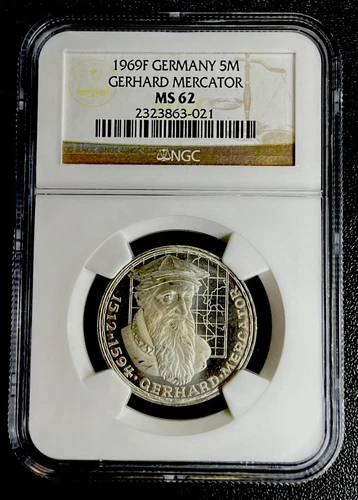 1969F GERMANY 5M
GERHARD MERCATOR
MS 62
2323863-021
NGC
1512-1594·GERHARD MERCATOR